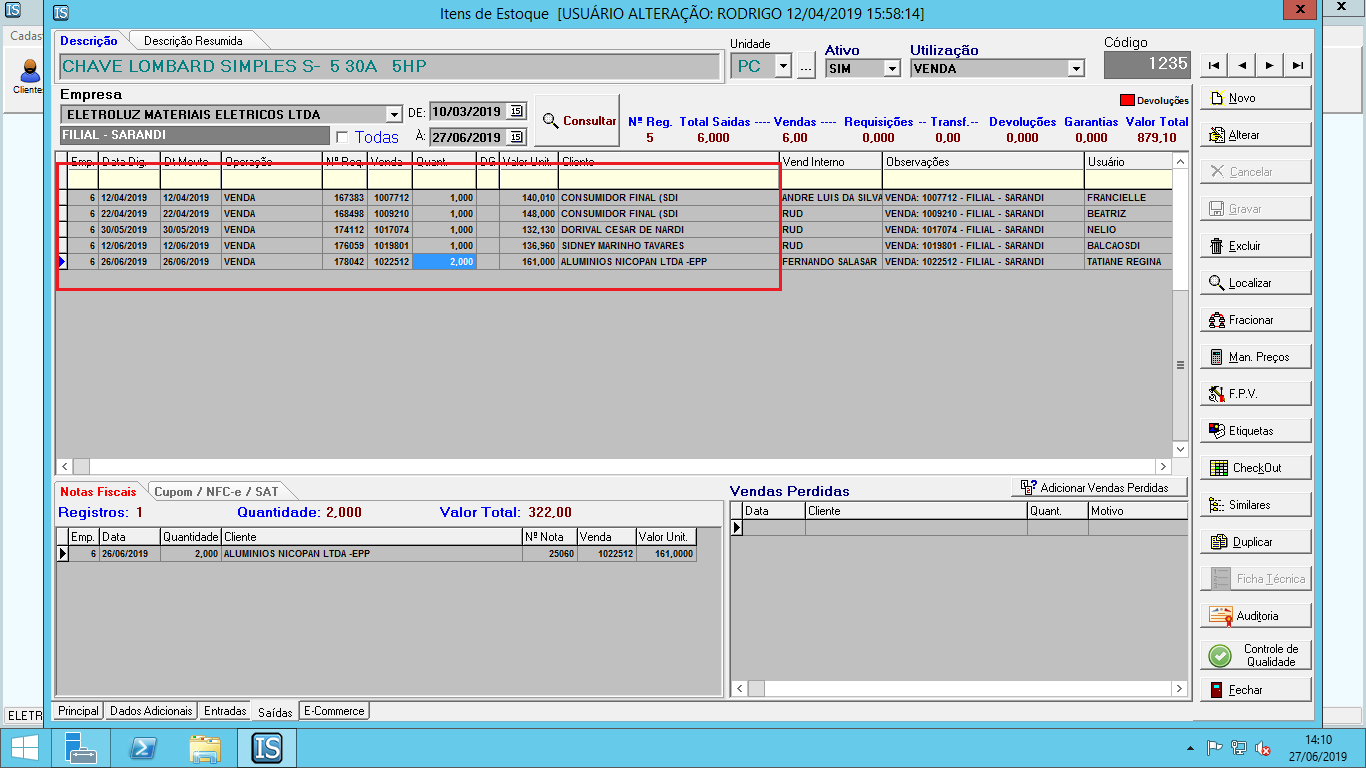 IS
IS Itens de Estoque [USUÁRIO ALTERAÇÃO: RODRIGO 12/04/2019 15:58:14] x
X
Cliente
Descrição Descrição Resumida
CHAVE LOMBARD SIMPLES S- 5 30A 5HP
Unidade Ativo Utilização Código
PC ... SIM VENDA 1235
Empresa
ELETROLUZ MATERIAIS ELETRICOS LTDA DE: 10/03/2019 15
FILIAL - SARANDI Todas À: 27/06/2019 15
Consultar
Devoluções
Nº Reg. Total Saidas ---- Vendas ---- Requisições -- Transf.-- Devoluções Garantias Valor Total
5 6,000 6,00 0,000 0,00 0,000 0,000 879,10
Emp. Data Dig. Dt Movto Operação Nº Req. Venda Quant. DG Valor Unit. Cliente Vend Interno Observações Usuário
6 12/04/2019 12/04/2019 VENDA 167383 1007712 1,000 140,010 CONSUMIDOR FINAL (SDI ANDRE LUIS DA SILVA VENDA: 1007712 - FILIAL - SARANDI FRANCIELLE
6 22/04/2019 22/04/2019 VENDA 168498 1009210 1,000 148,000 CONSUMIDOR FINAL (SDI RUD VENDA: 1009210 - FILIAL - SARANDI BEATRIZ
6 30/05/2019 30/05/2019 VENDA 174112 1017074 1,000 132,130 DORIVAL CESAR DE NARDI RUD VENDA: 1017074 - FILIAL - SARANDI NELIO
6 12/06/2019 12/06/2019 VENDA 176059 1019801 1,000 136,960 SIDNEY MARINHO TAVARES RUD VENDA: 1019801 - FILIAL - SARANDI BALCAOSDI
6 26/06/2019 26/06/2019 VENDA 178042 1022512 2,000 161,000 ALUMINIOS NICOPAN LTDA -EPP FERNANDO SALASAR VENDA: 1022512 - FILIAL - SARANDI TATIANE REGINA
Notas Fiscais Cupom / NFC-e / SAT
Registros: 1 Quantidade: 2,000 Valor Total: 322,00
Emp. Data Quantidade Cliente Nº Nota Venda Valor Unit.
6 26/06/2019 2,000 ALUMINIOS NICOPAN LTDA -EPP 25060 1022512 161,0000
Vendas Perdidas Adicionar Vendas Perdidas
Data Cliente Quant. Motivo
Principal Dados Adicionais Entradas Saídas E-Commerce
Novo
Alterar
Cancelar
Gravar
Excluir
Localizar
Fracionar
Man. Preços
F.P.V.
Etiquetas
CheckOut
Similares
Duplicar
Ficha Técnica
Auditoria
Controle de
Qualidade
Fechar
ELETR
IS
14:10
27/06/2019